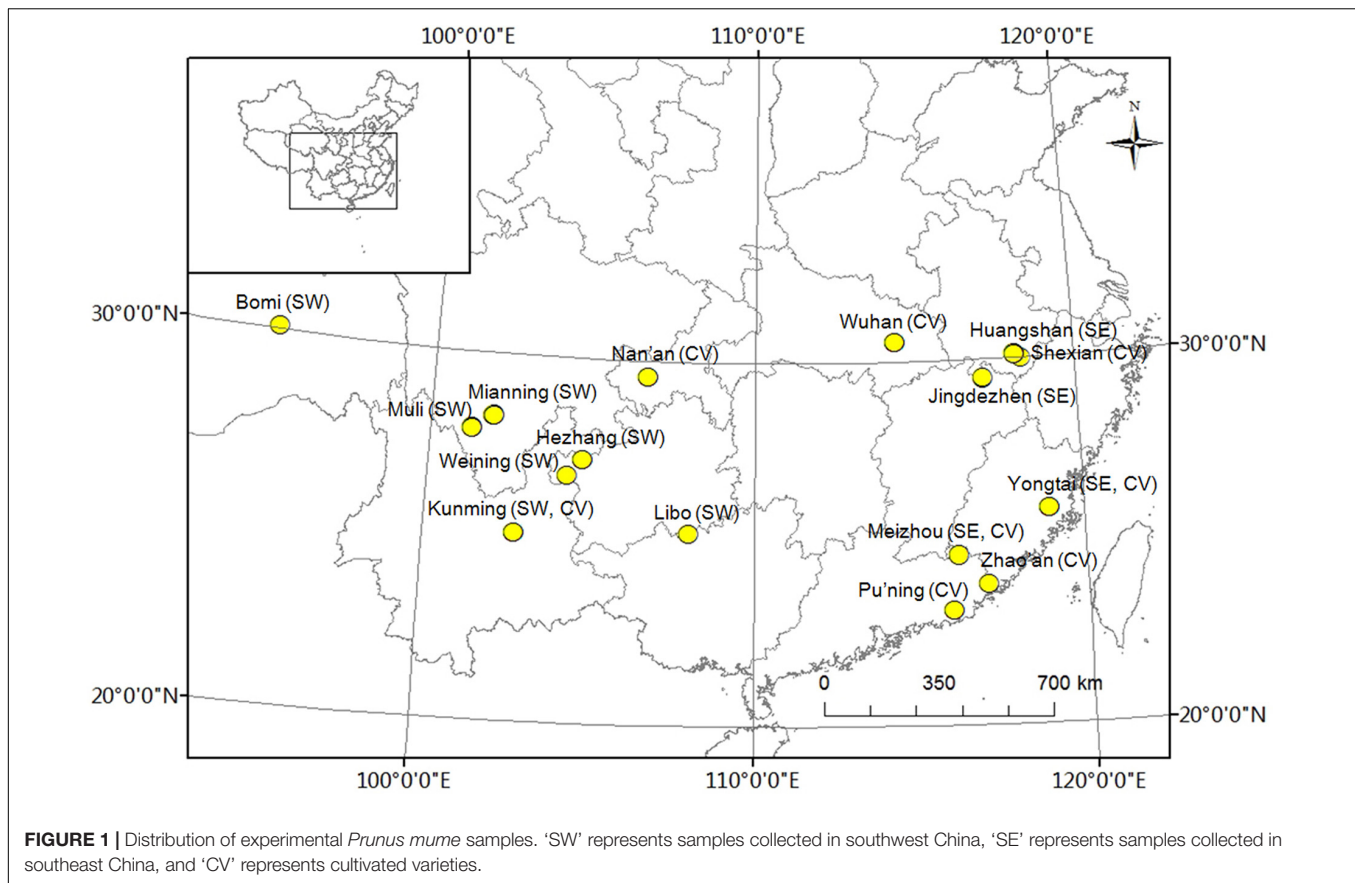 100°0'0"E 110°0'0"E 120°0'0"E
N
30°0'0"N
30°0'0"N
Bomi (SW)
Wuhan (CV)
Huangshan (SE)
Shexian (CV)
Nan'an (CV)
Jingdezhen (SE)
Mianning (SW)
Muli (SW)
Hezhang (SW)
Weining (SW)
Yongtai (SE, CV)
Kunming (SW, CV)
Libo (SW)
Meizhou (SE, CV)
Zhao'an (CV)
Pu'ning (CV)
0 350 700 km
20°0'0"N
20°0'0"N
100°0'0"E 110°0'0"E 120°0'0"E
FIGURE 1 | Distribution of experimental Prunus mume samples. 'SW' represents samples collected in southwest China, 'SE' represents samples collected in
southeast China, and 'CV' represents cultivated varieties.